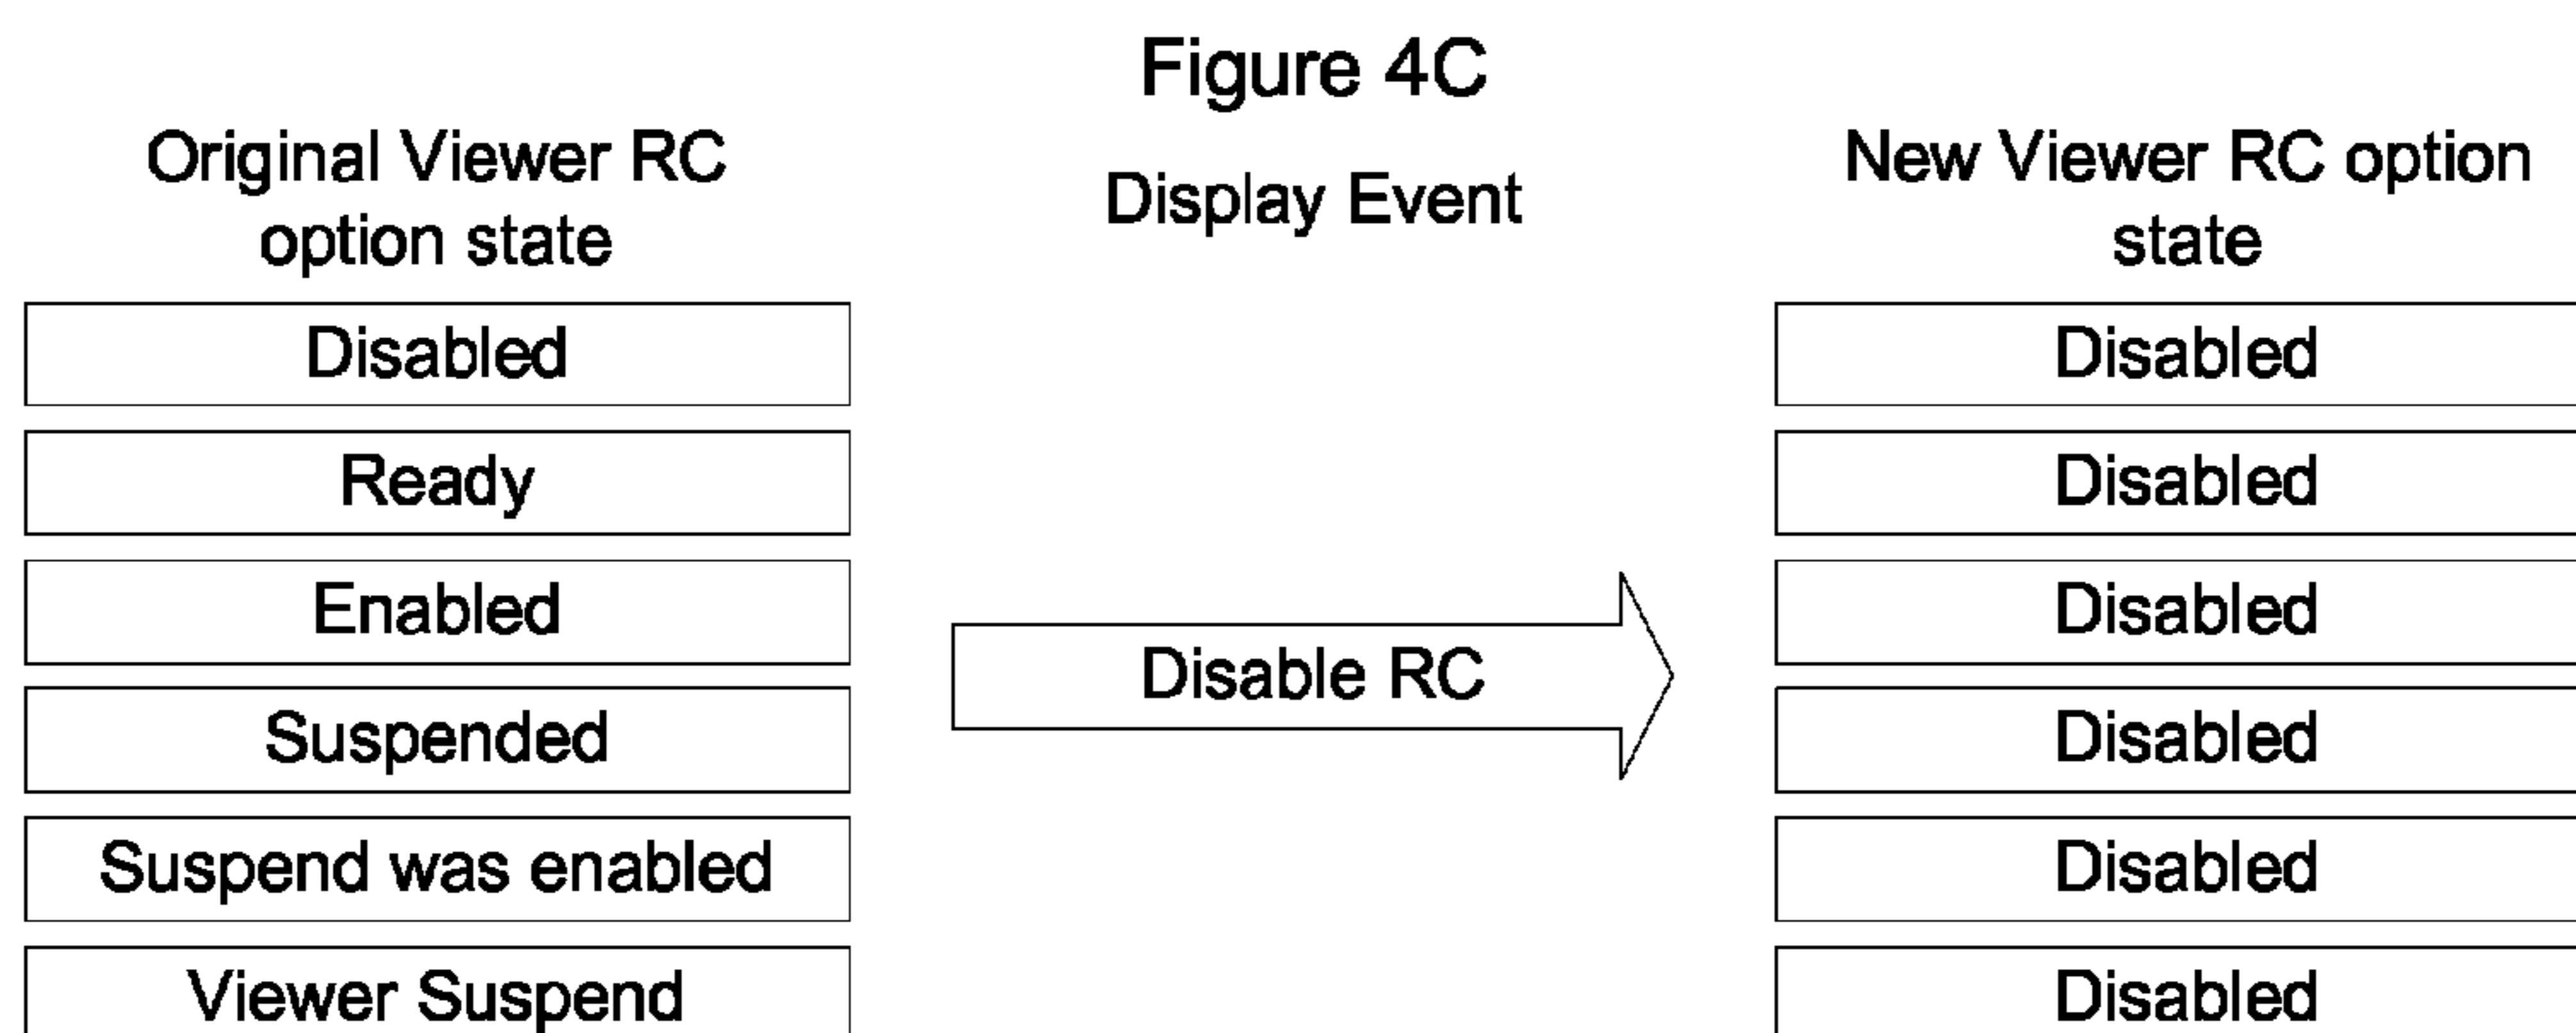 Figure 4C
Original Viewer RC
option state
Display Event
New Viewer RC option
state
Disabled
Ready
Enabled
Suspended
Suspend was enabled
Viewer Suspend
Disable RC
Disabled
Disabled
Disabled
Disabled
Disabled
Disabled